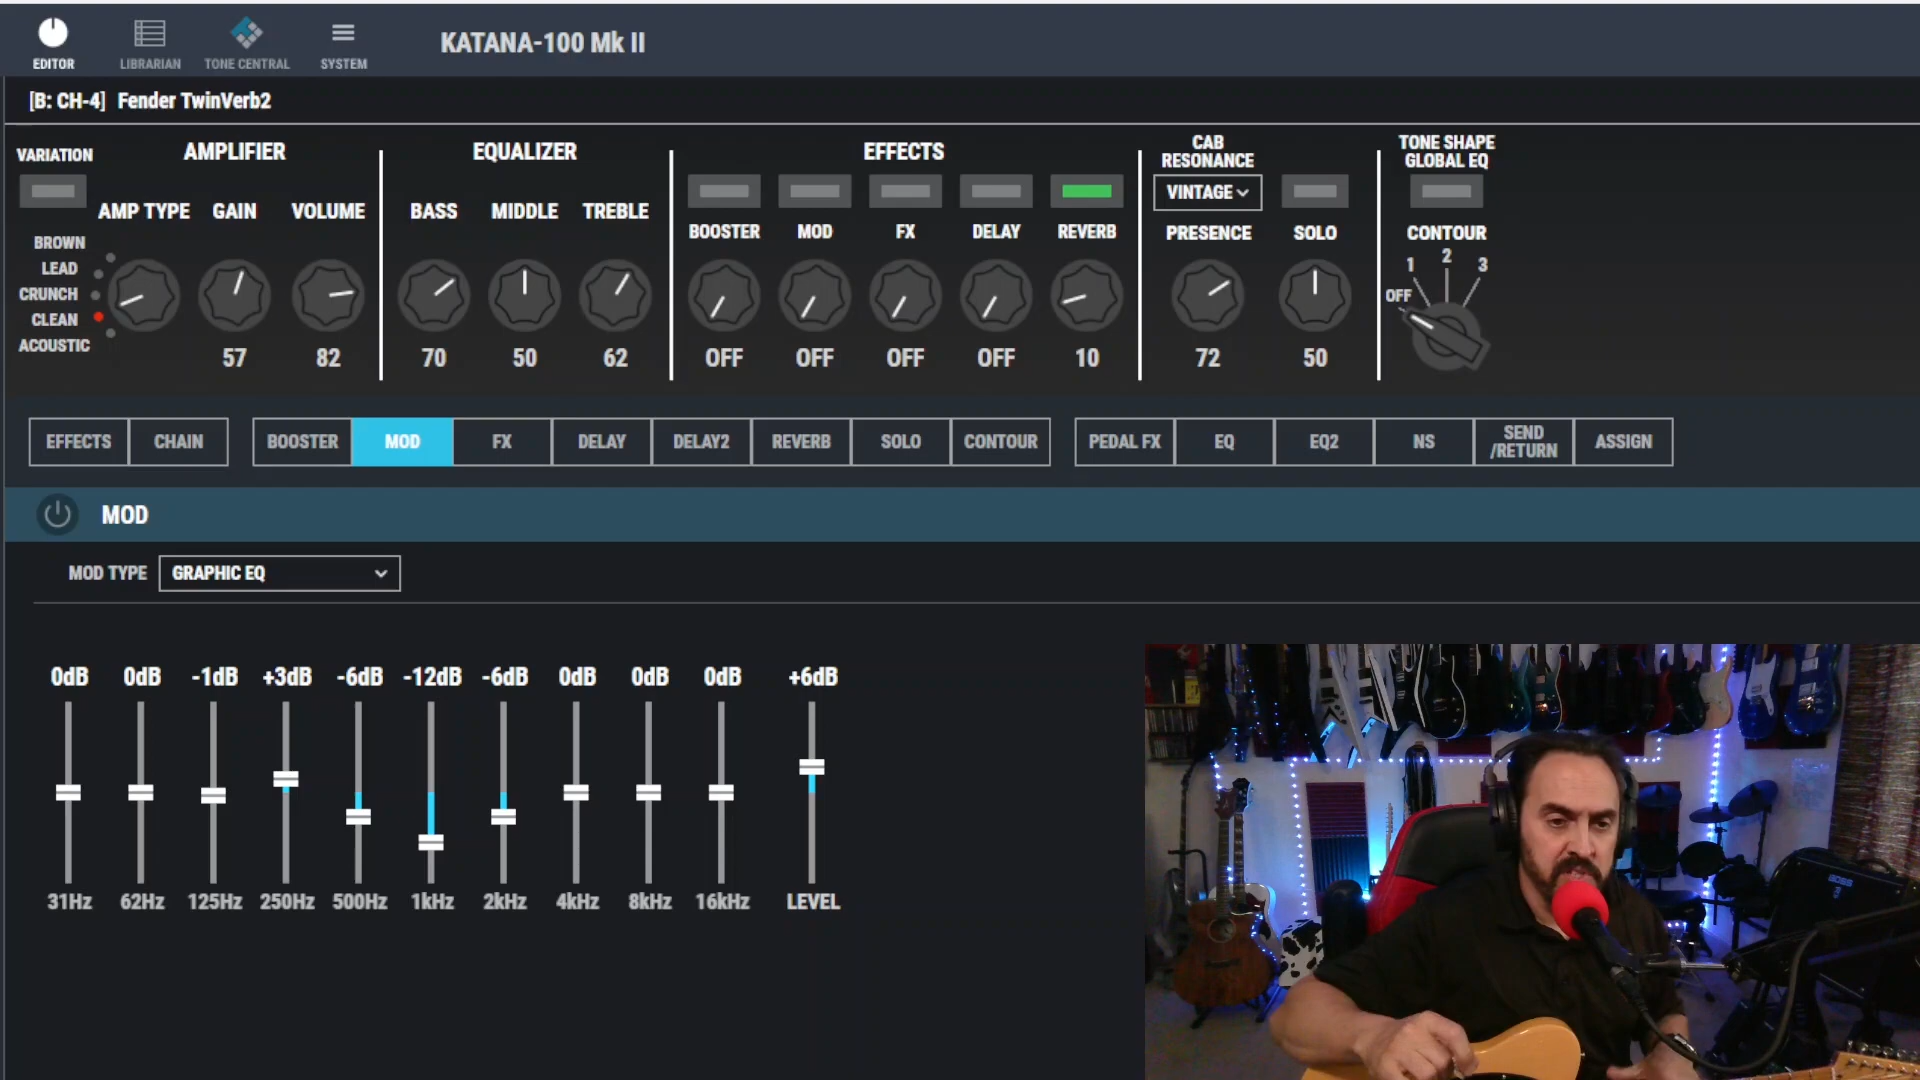 EDITOR
LIBRARIAN
TONE CENTRAL
SYSTEM
KATANA-100 Mk II
[B: CH-4] Fender TwinVerb2
VARIATION
AMPLIFIER
AMP TYPE GAIN VOLUME
BROWN
LEAD
CRUNCH
CLEAN
ACOUSTIC
57 82
EQUALIZER
BASS MIDDLE TREBLE
70 50 62
EFFECTS
BOOSTER MOD FX DELAY REVERB
OFF OFF OFF OFF 10
CAB
RESONANCE
VINTAGE
PRESENCE SOLO
72 50
TONE SHAPE
GLOBAL EQ
CONTOUR
1 2 3
OFF
EFFECTS CHAIN BOOSTER MOD FX DELAY DELAY2 REVERB SOLO CONTOUR PEDAL FX EQ EQ2 NS SEND
/RETURN ASSIGN
MOD
MOD TYPE GRAPHIC EQ
0dB 0dB -1dB +3dB -6dB -12dB -6dB 0dB 0dB 0dB +6dB
31Hz 62Hz 125Hz 250Hz 500Hz 1kHz 2kHz 4kHz 8kHz 16kHz LEVEL
BOSS